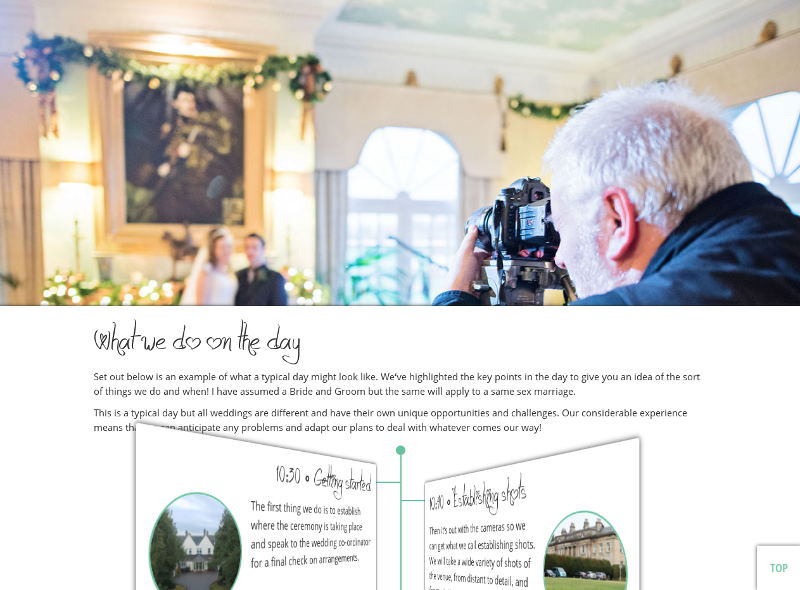 What we do on the day
Set out below is an example of what a typical day might look like. We've highlighted the key points in the day to give you an idea of the sort
of things we do and when! I have assumed a Bride and Groom but the same will apply to a same sex marriage.
This is a typical day but all weddings are different and have their own unique opportunities and challenges. Our considerable experience
means anticipate any problems and adapt our plans to deal with whatever comes our way!
10:30 Getting started
The first thing we do is to establish
where the ceremony is taking place
and speak to the wedding co-ordinator
for a final check on arrangements.
Establishing shots
Then it's out with the cameras so we
can get what we call establishing shots.
We will take a wide variety of shots of
the venue, from distant to detail, and
TOP